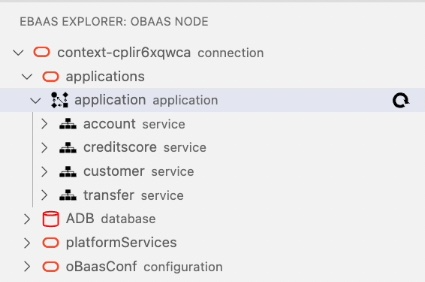 EBAAS EXPLORER: OBAAS NODE
context-cplir6xqwca connection
applications
application application
account service
creditscore service
customer service
transfer service
ADB database
platformServices
oBaasConf configuration